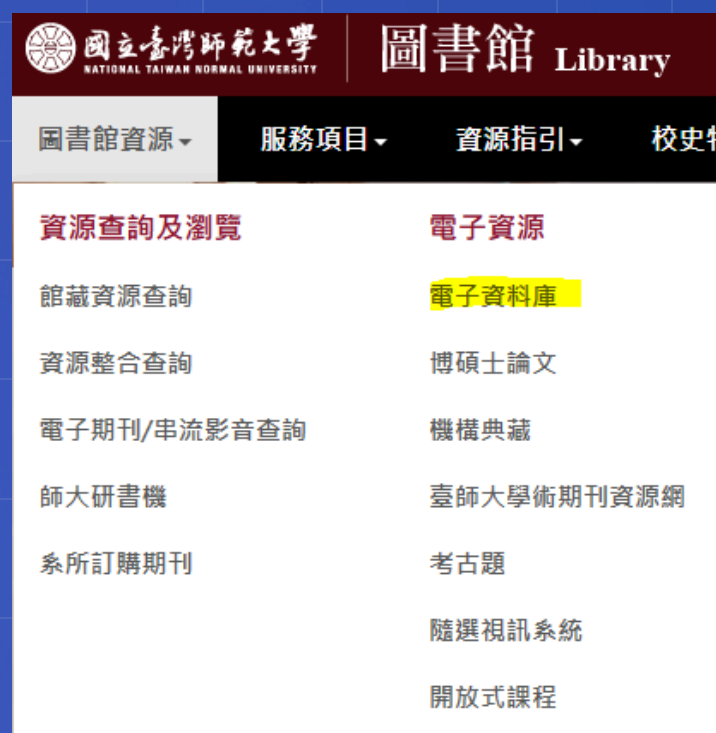 國立臺灣師範大學
NATIONAL TAIWAN NORMAL UNIVERSITY
圖書館 Library
圖書館資源
服務項目
資源指引
校史特
資源查詢及瀏覽
館藏資源查詢
資源整合查詢
電子期刊/串流影音查詢
師大研書機
系所訂購期刊
電子資源
電子資料庫
博碩士論文
機構典藏
臺師大學術期刊資源網
考古題
隨選視訊系統
開放式課程